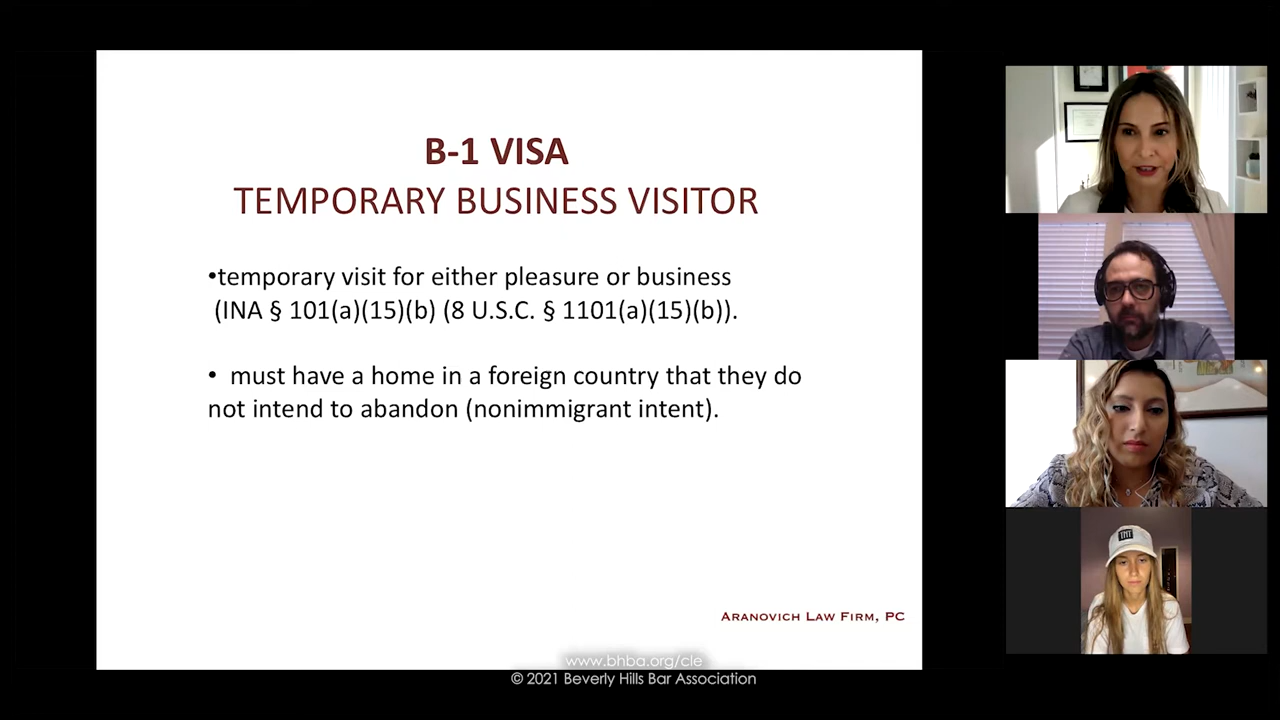 B-1 VISA
TEMPORARY BUSINESS VISITOR
•temporary visit for either pleasure or business
(INA § 101(a)(15)(b) (8 U.S.C. § 1101(a)(15)(b)).
• must have a home in a foreign country that they do
not intend to abandon (nonimmigrant intent).
ARANOVICH LAW FIRM, PC
www.bhba.org/cle
© 2021 Beverly Hills Bar Association
TNT